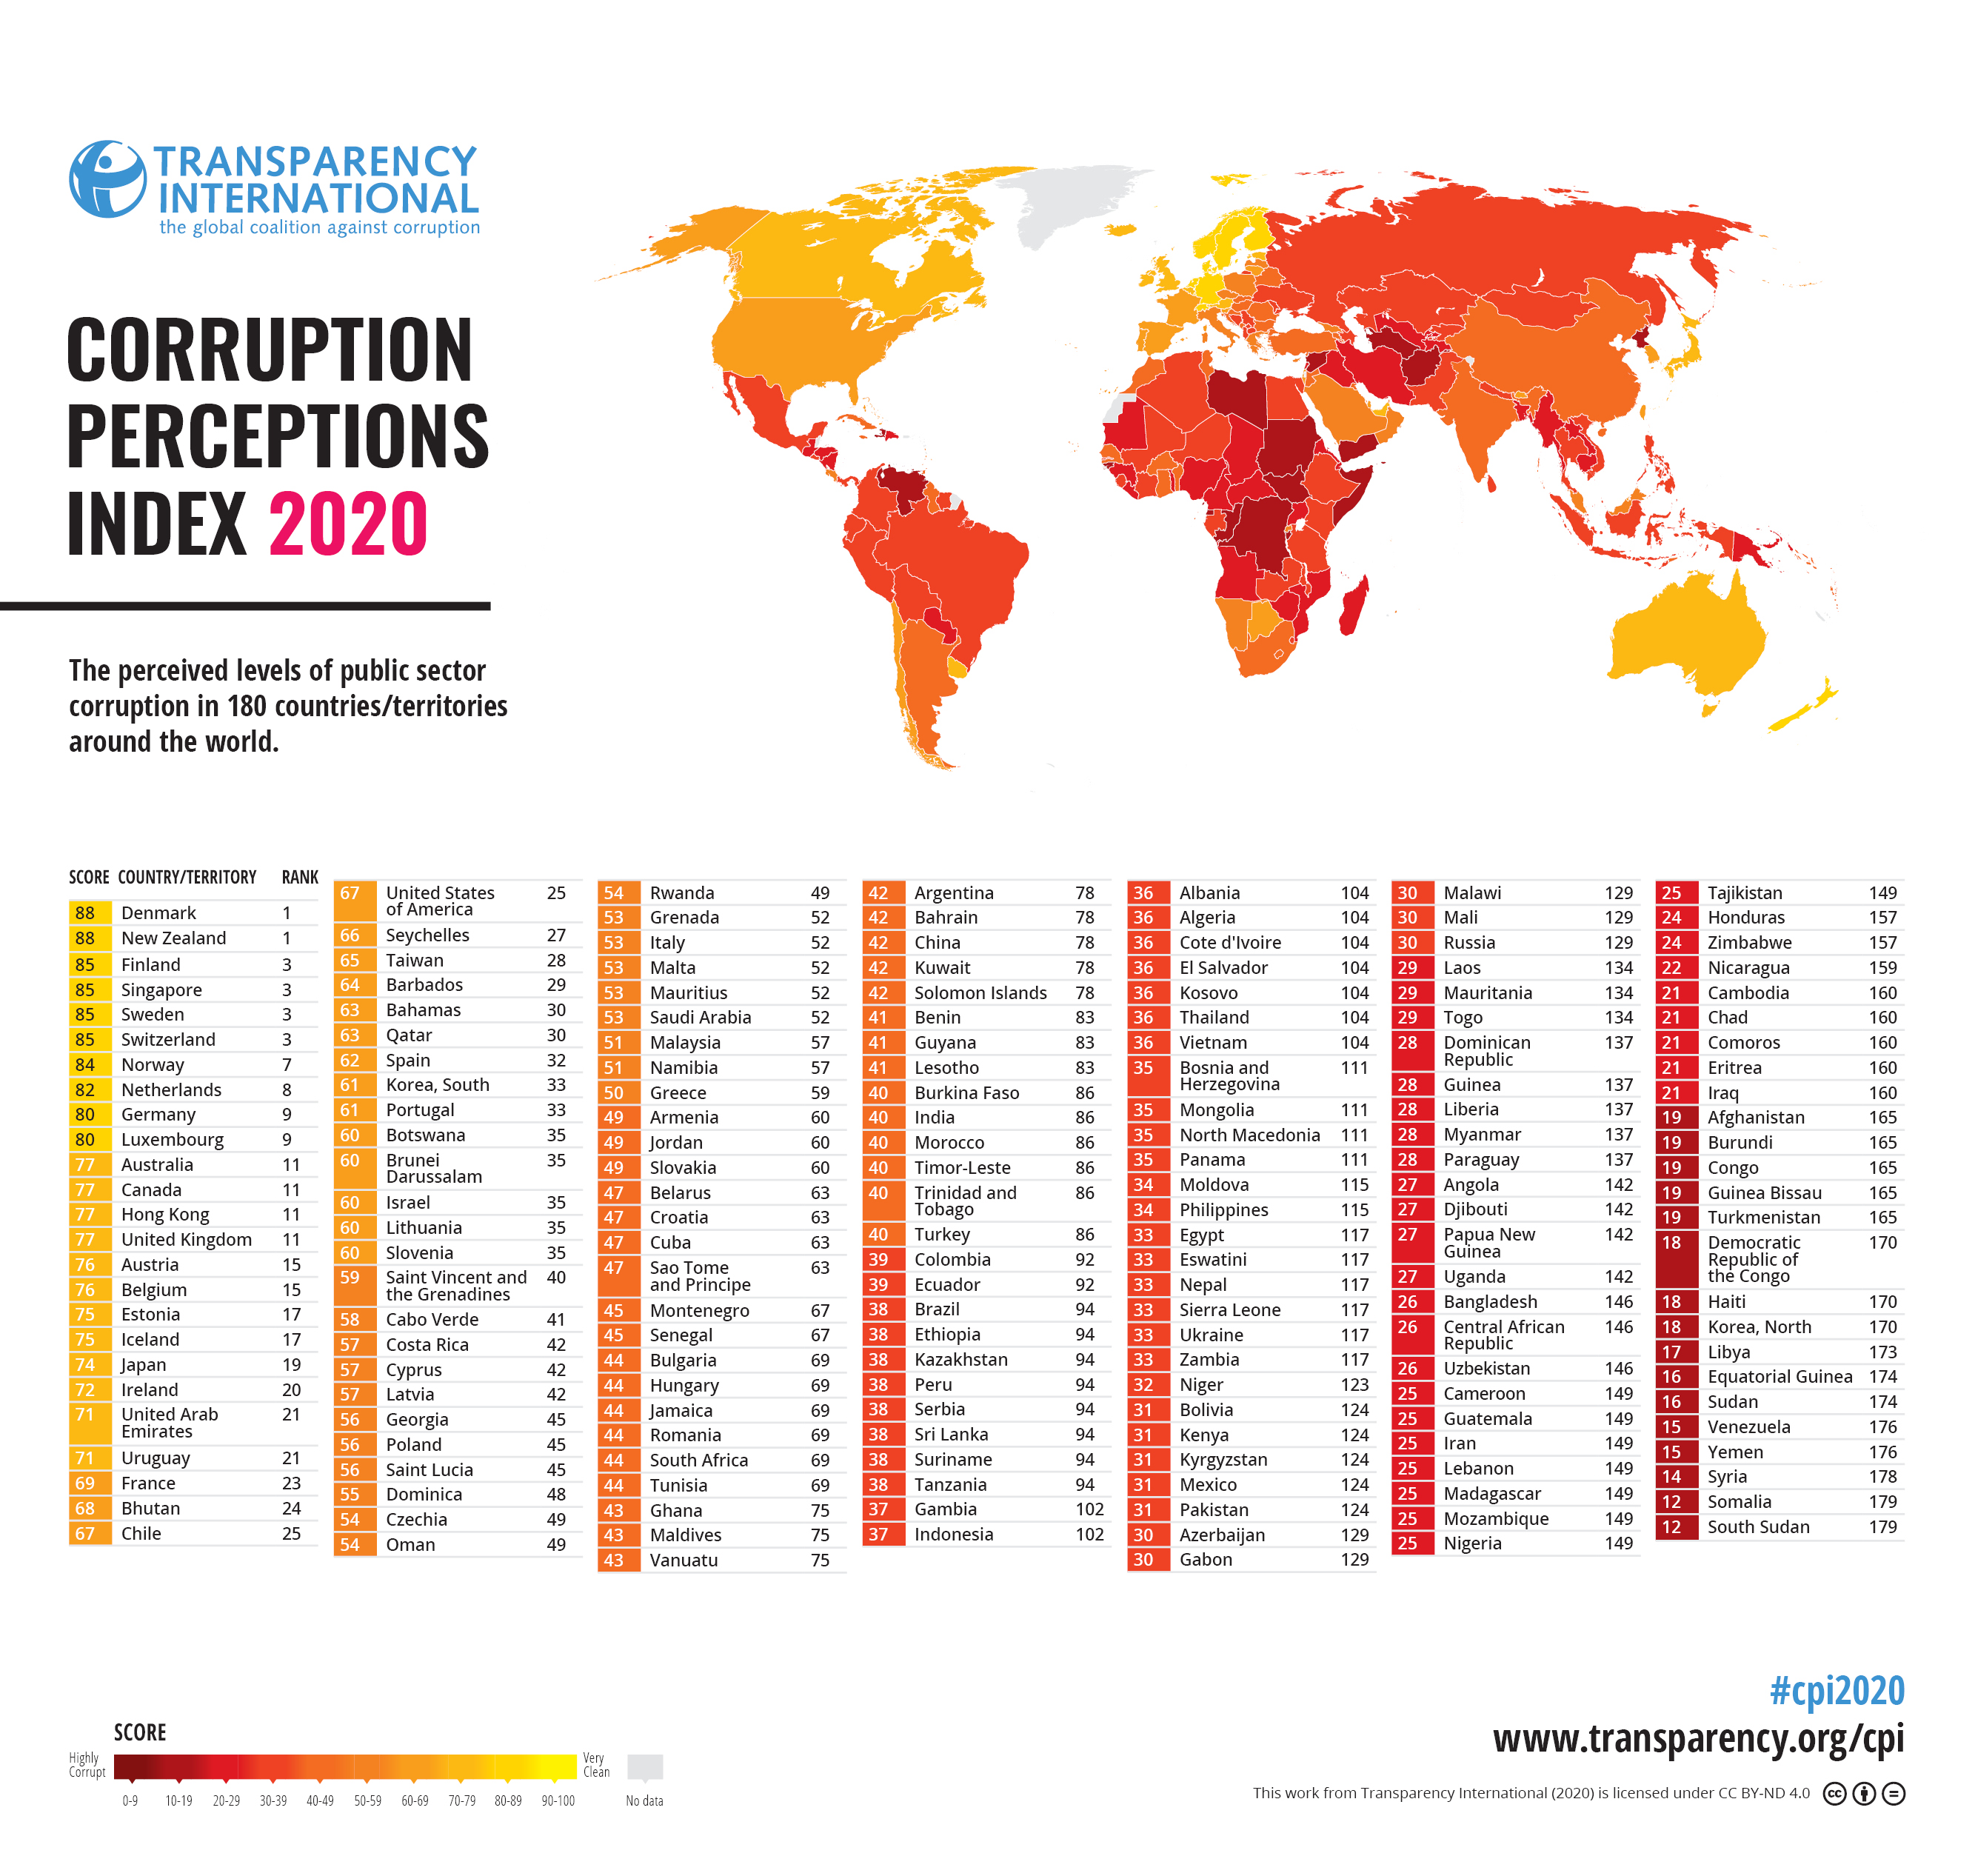 TRANSPARENCY
INTERNATIONAL
the global coalition against corruption
CORRUPTION
PERCEPTIONS
INDEX 2020
The perceived levels of public sector
corruption in 180 countries/territories
around the world.
SCORE COUNTRY/TERRITORY RANK
88 Denmark 1
88 New Zealand 1
85 Finland 3
85 Singapore 3
85 Sweden 3
85 Switzerland 3
84 Norway 7
82 Netherlands 8
80 Germany 9
80 Luxembourg 9
77 Australia 11
77 Canada 11
77 Hong Kong 11
77 United Kingdom 11
76 Austria 15
76 Belgium 15
75 Estonia 17
75 Iceland 17
74 Japan 19
72 Ireland 20
71 United Arab 21
Emirates
71 Uruguay 21
69 France 23
68 Bhutan 24
67 Chile 25
67 United States 25
of America
66 Seychelles 27
65 Taiwan 28
64 Barbados 29
63 Bahamas 30
63 Qatar 30
62 Spain 32
61 Korea, South 33
61 Portugal 33
60 Botswana 35
60 Brunei 35
Darussalam
60 Israel 35
60 Lithuania 35
60 Slovenia 35
59 Saint Vincent and 40
the Grenadines
58 Cabo Verde 41
57 Costa Rica 42
57 Cyprus 42
57 Latvia 42
56 Georgia 45
56 Poland 45
56 Saint Lucia 45
55 Dominica 48
54 Czechia 49
54 Oman 49
54 Rwanda 49
53 Grenada 52
53 Italy 52
53 Malta 52
53 Mauritius 52
53 Saudi Arabia 52
51 Malaysia 57
51 Namibia 57
50 Greece 59
49 Armenia 60
49 Jordan 60
49 Slovakia 60
47 Belarus 63
47 Croatia 63
47 Cuba 63
47 Sao Tome 63
and Principe
45 Montenegro 67
45 Senegal 67
44 Bulgaria 69
44 Hungary 69
44 Jamaica 69
44 Romania 69
44 South Africa 69
44 Tunisia 69
43 Ghana 75
43 Maldives 75
43 Vanuatu 75
42 Argentina 78
42 Bahrain 78
42 China 78
42 Kuwait 78
42 Solomon Islands 78
41 Benin 83
41 Guyana 83
41 Lesotho 83
40 Burkina Faso 86
40 India 86
40 Morocco 86
40 Timor-Leste 86
40 Trinidad and 86
Tobago
40 Turkey 86
39 Colombia 92
39 Ecuador 92
38 Brazil 94
38 Ethiopia 94
38 Kazakhstan 94
38 Peru 94
38 Serbia 94
38 Sri Lanka 94
38 Suriname 94
38 Tanzania 94
37 Gambia 102
37 Indonesia 102
36 Albania 104
36 Algeria 104
36 Cote d'Ivoire 104
36 El Salvador 104
36 Kosovo 104
36 Thailand 104
36 Vietnam 104
35 Bosnia and 111
Herzegovina
35 Mongolia 111
35 North Macedonia 111
35 Panama 111
34 Moldova 115
34 Philippines 115
33 Egypt 117
33 Eswatini 117
33 Nepal 117
33 Sierra Leone 117
33 Ukraine 117
33 Zambia 117
32 Niger 123
31 Bolivia 124
31 Kenya 124
31 Kyrgyzstan 124
31 Mexico 124
31 Pakistan 124
30 Azerbaijan 129
30 Gabon 129
30 Malawi 129
30 Mali 129
30 Russia 129
29 Laos 134
29 Mauritania 134
29 Togo 134
28 Dominican 137
Republic
28 Guinea 137
28 Liberia 137
28 Myanmar 137
28 Paraguay 137
27 Angola 142
27 Djibouti 142
27 Papua New 142
Guinea
27 Uganda 142
26 Bangladesh 146
26 Central African 146
Republic
26 Uzbekistan 146
25 Cameroon 149
25 Guatemala 149
25 Iran 149
25 Lebanon 149
25 Madagascar 149
25 Mozambique 149
25 Nigeria 149
25 Tajikistan 149
24 Honduras 157
24 Zimbabwe 157
22 Nicaragua 159
21 Cambodia 160
21 Chad 160
21 Comoros 160
21 Eritrea 160
21 Iraq 160
19 Afghanistan 165
19 Burundi 165
19 Congo 165
19 Guinea Bissau 165
19 Turkmenistan 165
18 Democratic 170
Republic of
the Congo
18 Haiti 170
18 Korea, North 170
17 Libya 173
16 Equatorial Guinea 174
16 Sudan 174
15 Venezuela 176
15 Yemen 176
14 Syria 178
12 Somalia 179
12 South Sudan 179
SCORE
Highly
Corrupt
Very
Clean
0-9 10-19 20-29 30-39 40-49 50-59 60-69 70-79 80-89 90-100 No data
#cpi2020
www.transparency.org/cpi
This work from Transparency International (2020) is licensed under CC BY-ND 4.0
cc